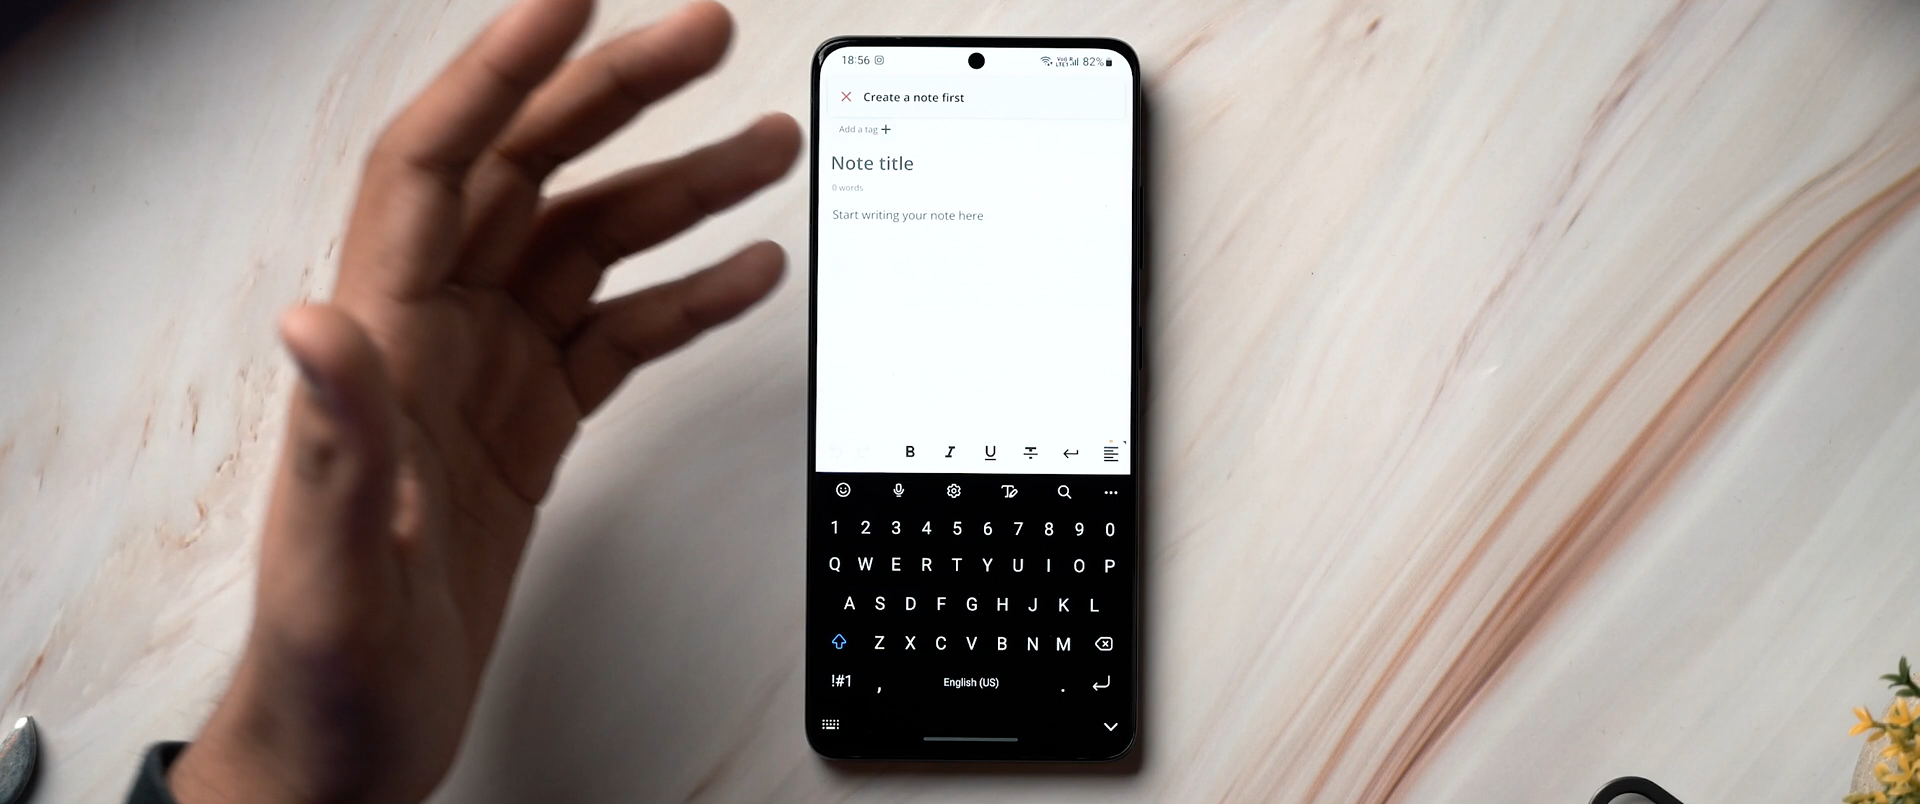 18:56 82%
Create a note first
Add a tag +
Note title
0 words
Start writing your note here
B I U T
1 2 3 4 5 6 7 8 9 0
Q W E R T Y U I O P
A S D F G H J K L
Z X C V B N M
!#1 , English (US) .